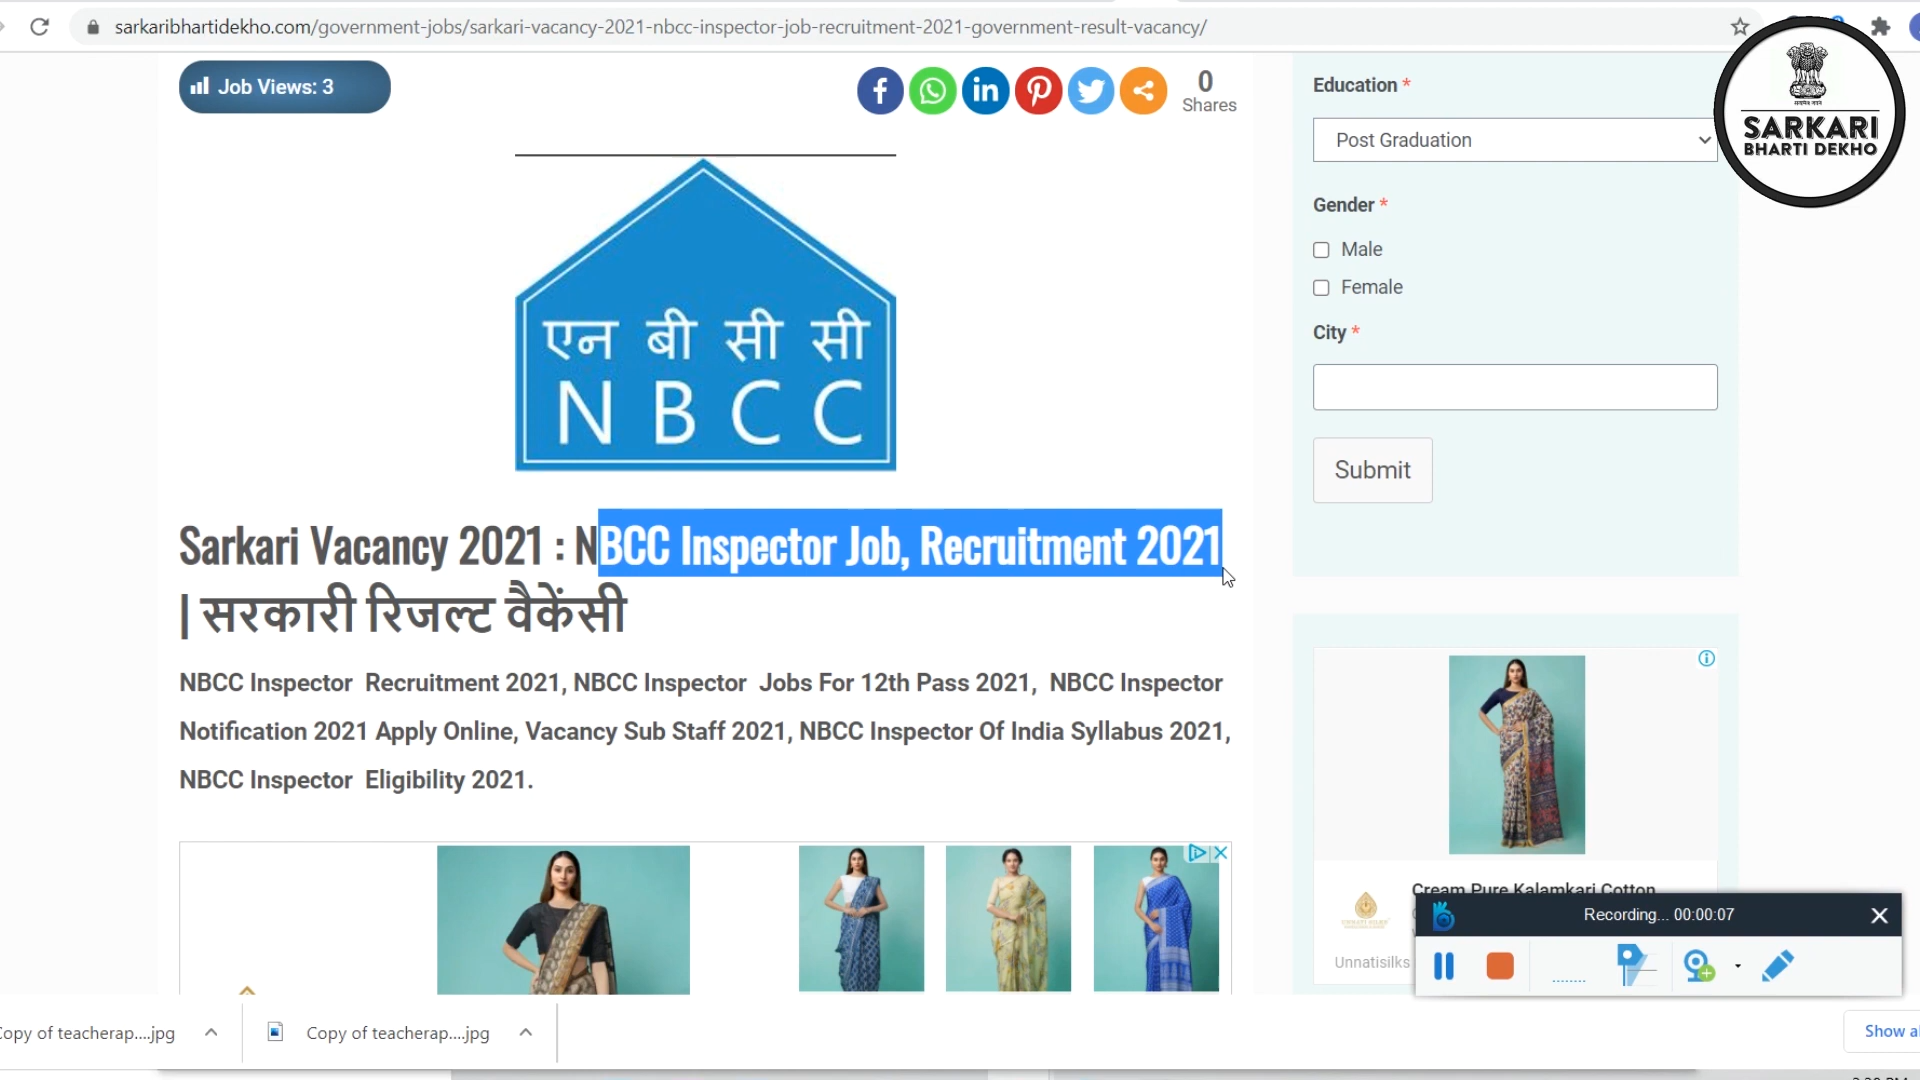 sarkaribhartidekho.com/government-jobs/sarkari-vacancy-2021-nbcc-inspector-job-recruitment-2021-government-result-vacancy/
Job Views: 3
0
Shares
एन बी सी सी
NBCC
Sarkari Vacancy 2021 : NBCC Inspector Job, Recruitment 2021
| सरकारी रिजल्ट वैकेंसी
NBCC Inspector Recruitment 2021, NBCC Inspector Jobs For 12th Pass 2021, NBCC Inspector
Notification 2021 Apply Online, Vacancy Sub Staff 2021, NBCC Inspector Of India Syllabus 2021,
NBCC Inspector Eligibility 2021.
Education *
Post Graduation
Gender *
Male
Female
City *
Submit
SARKARI
BHARTI DEKHO
Cream Pure Kalamkari Cotton
Unnatisilks
Recording... 00:00:07
opy of teacherap....jpg
Copy of teacherap....jpg
Show al